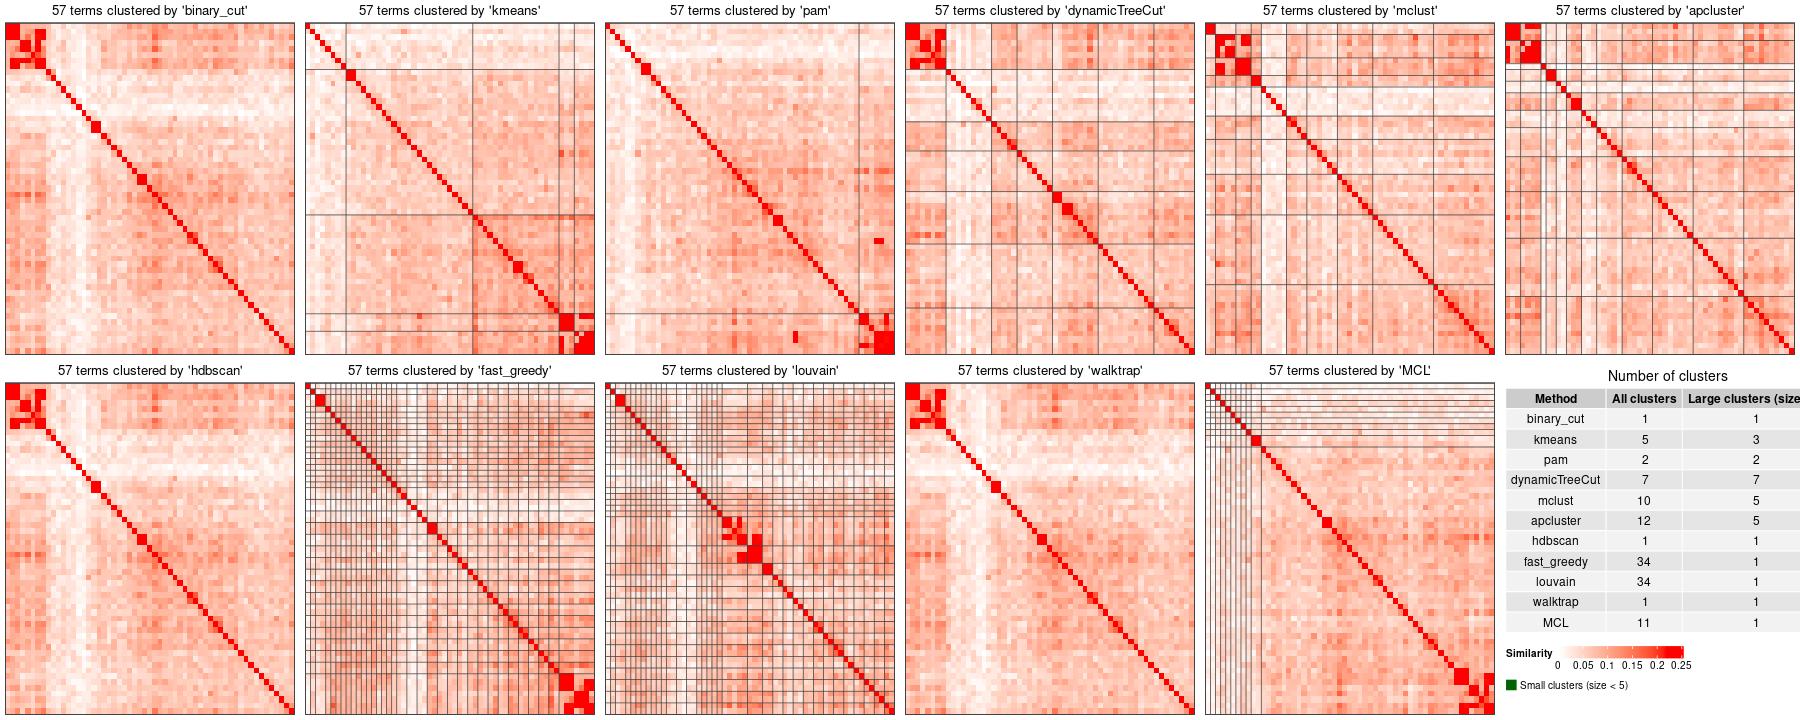 57 terms clustered by 'binary_cut'
57 terms clustered by 'kmeans'
57 terms clustered by 'pam'
57 terms clustered by 'dynamicTreeCut'
57 terms clustered by 'mclust'
57 terms clustered by 'apcluster'
57 terms clustered by 'hdbscan'
57 terms clustered by 'fast_greedy'
57 terms clustered by 'louvain'
57 terms clustered by 'walktrap'
57 terms clustered by 'MCL'
Number of clusters
Method All clusters Large clusters (size
binary_cut 1 1
kmeans 5 3
pam 2 2
dynamicTreeCut 7 7
mclust 10 5
apcluster 12 5
hdbscan 1 1
fast_greedy 34 1
louvain 34 1
walktrap 1 1
MCL 11 1
Similarity
0 0.05 0.1 0.15 0.2 0.25
Small clusters (size < 5)